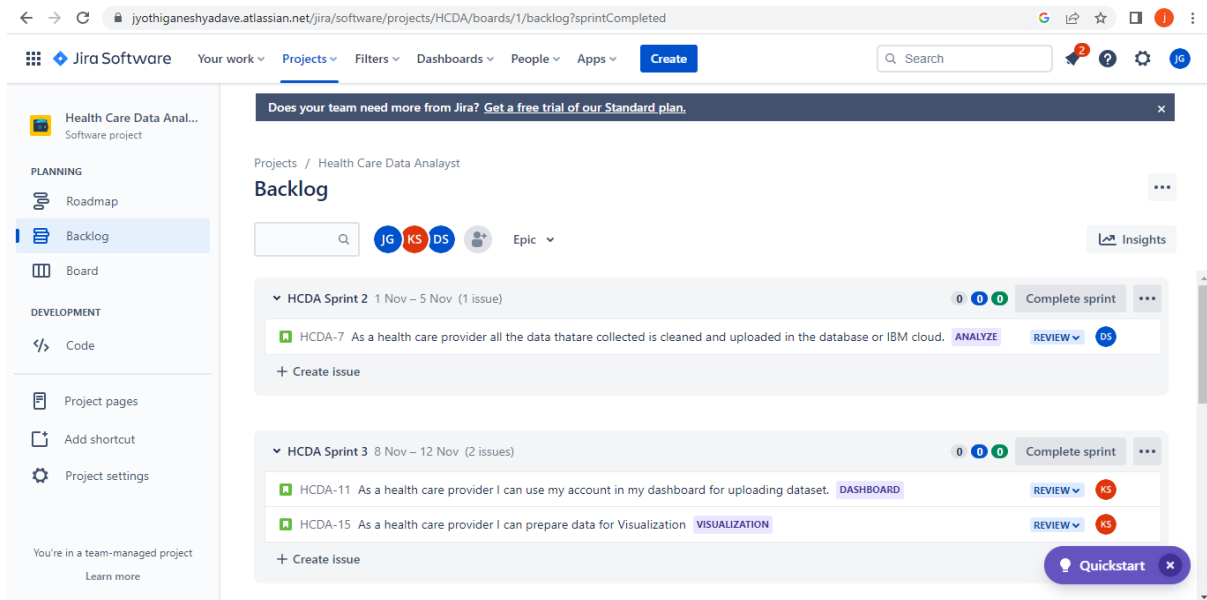 jyothiganeshyadave.atlassian.net/jira/software/projects/HCDA/boards/1/backlog?sprintCompleted
G
j
Jira Software Your work Projects Filters Dashboards People Apps Create Search 2 JG
Health Care Data Anal...
Software project
PLANNING
Roadmap
Backlog
Board
DEVELOPMENT
Code
Project pages
Add shortcut
Project settings
You're in a team-managed project
Learn more
Does your team need more from Jira? Get a free trial of our Standard plan.
Projects / Health Care Data Analayst
Backlog
JG KS DS Epic Insights
HCDA Sprint 2 1 Nov – 5 Nov (1 issue) 0 0 0 Complete sprint
HCDA-7 As a health care provider all the data thatare collected is cleaned and uploaded in the database or IBM cloud. ANALYZE REVIEW DS
+ Create issue
HCDA Sprint 3 8 Nov – 12 Nov (2 issues) 0 0 0 Complete sprint
HCDA-11 As a health care provider I can use my account in my dashboard for uploading dataset. DASHBOARD REVIEW KS
HCDA-15 As a health care provider I can prepare data for Visualization VISUALIZATION REVIEW KS
+ Create issue
Quickstart